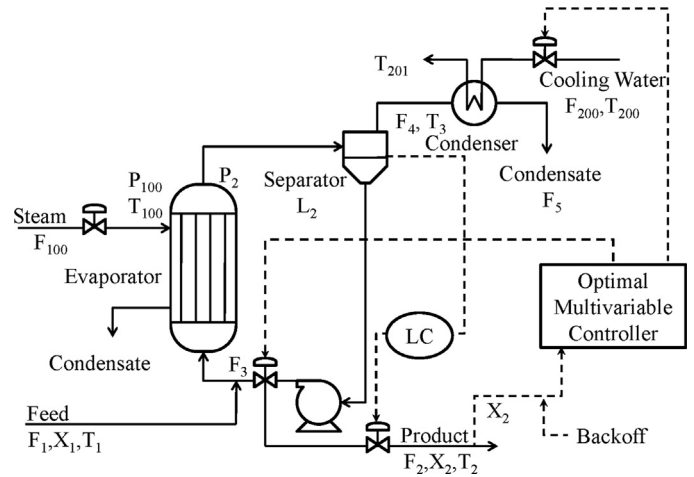 T201
Cooling Water
F200,T200
F4, T3
Condenser
Condensate
F5
P100
T100
P2
Separator
L2
Steam
F100
Evaporator
Optimal
Multivariable
Controller
LC
Condensate
F3
Feed
F1,X1,T1
Product
F2,X2,T2
X2
Backoff